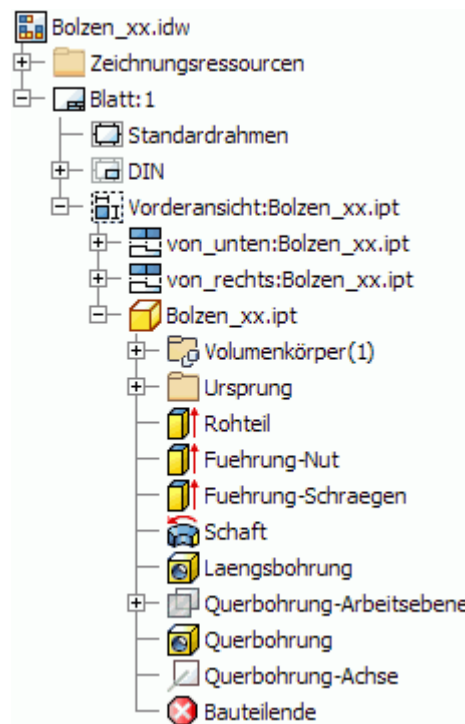 Bolzen_xx.idw
Zeichnungsressourcen
Blatt:1
Standardrahmen
DIN
Vorderansicht:Bolzen_xx.ipt
von_unten:Bolzen_xx.ipt
von_rechts:Bolzen_xx.ipt
Bolzen_xx.ipt
Volumenkörper(1)
Ursprung
Rohteil
Fuehrung-Nut
Fuehrung-Schraegen
Schaft
Laengsbohrung
Querbohrung-Arbeitsebene
Querbohrung
Querbohrung-Achse
Bauteilende